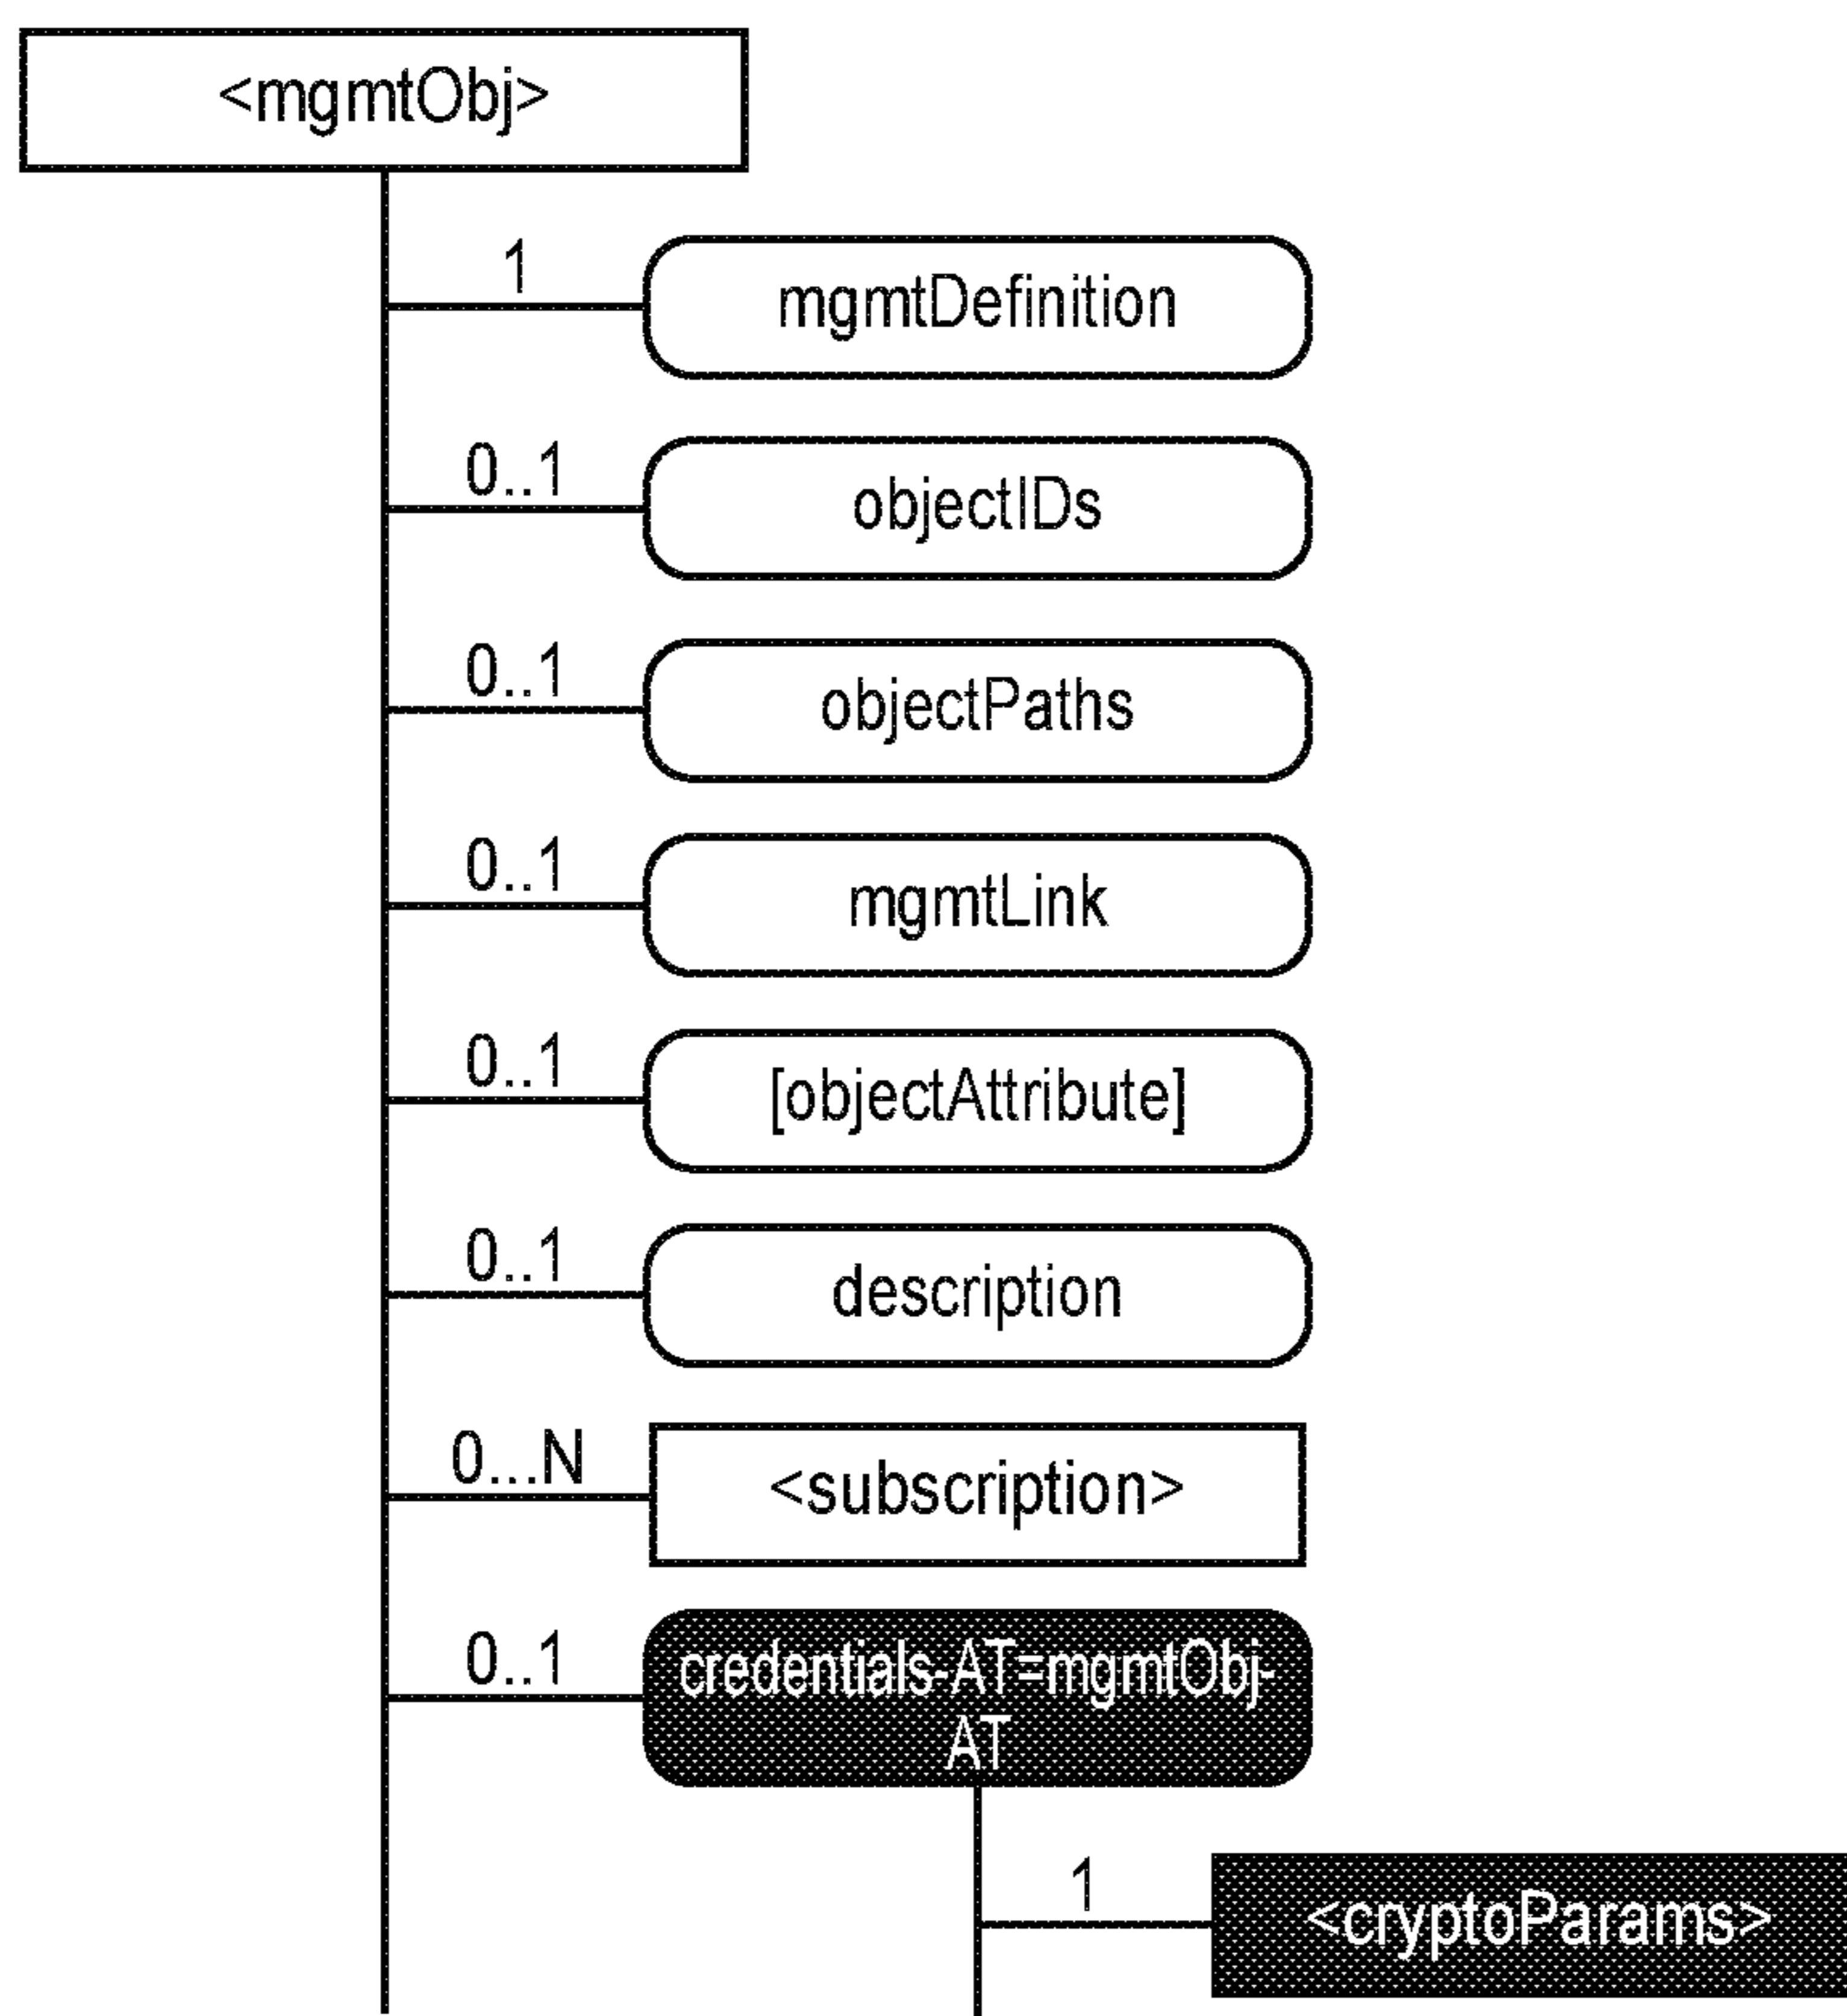 <mgmtObj>
1
mgmtDefinition
0..1
objectIDs
0..1
objectPaths
0..1
mgmtLink
0..1
[objectAttribute]
0..1
description
0...N
<subscription>
0..1
credentials-AT=mgmtObj-
AT
1
<cryptoParams>